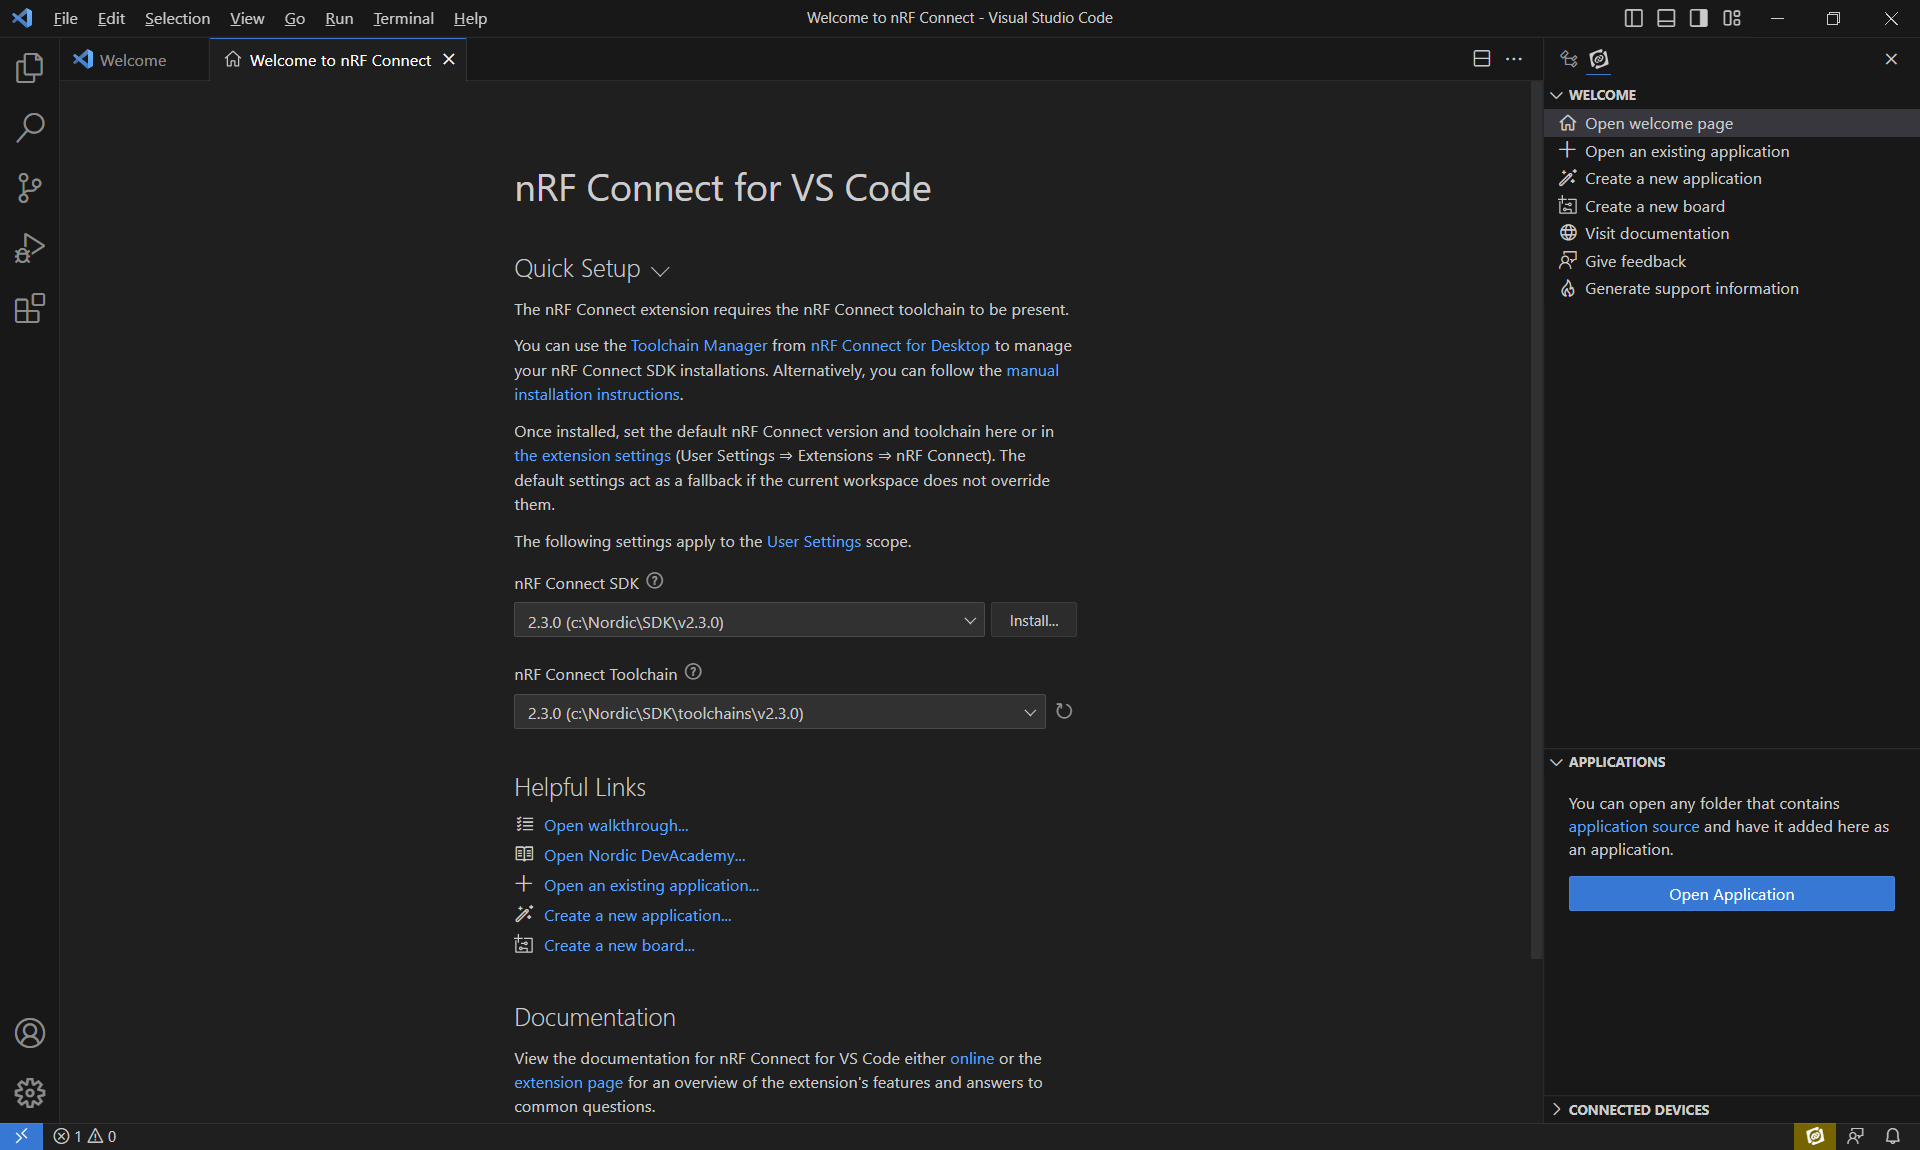 File Edit Selection View Go Run Terminal Help
Welcome to nRF Connect - Visual Studio Code
Welcome
Welcome to nRF Connect
nRF Connect for VS Code
Quick Setup
The nRF Connect extension requires the nRF Connect toolchain to be present.
You can use the Toolchain Manager from nRF Connect for Desktop to manage
your nRF Connect SDK installations. Alternatively, you can follow the manual
installation instructions.
Once installed, set the default nRF Connect version and toolchain here or in
the extension settings (User Settings ⇒ Extensions ⇒ nRF Connect). The
default settings act as a fallback if the current workspace does not override
them.
The following settings apply to the User Settings scope.
nRF Connect SDK
2.3.0 (c:\Nordic\SDK\v2.3.0)
Install...
nRF Connect Toolchain
2.3.0 (c:\Nordic\SDK\toolchains\v2.3.0)
Helpful Links
Open walkthrough...
Open Nordic DevAcademy...
Open an existing application...
Create a new application...
Create a new board...
Documentation
View the documentation for nRF Connect for VS Code either online or the
extension page for an overview of the extension's features and answers to
common questions.
WELCOME
Open welcome page
Open an existing application
Create a new application
Create a new board
Visit documentation
Give feedback
Generate support information
APPLICATIONS
You can open any folder that contains
application source and have it added here as
an application.
Open Application
CONNECTED DEVICES
1 0